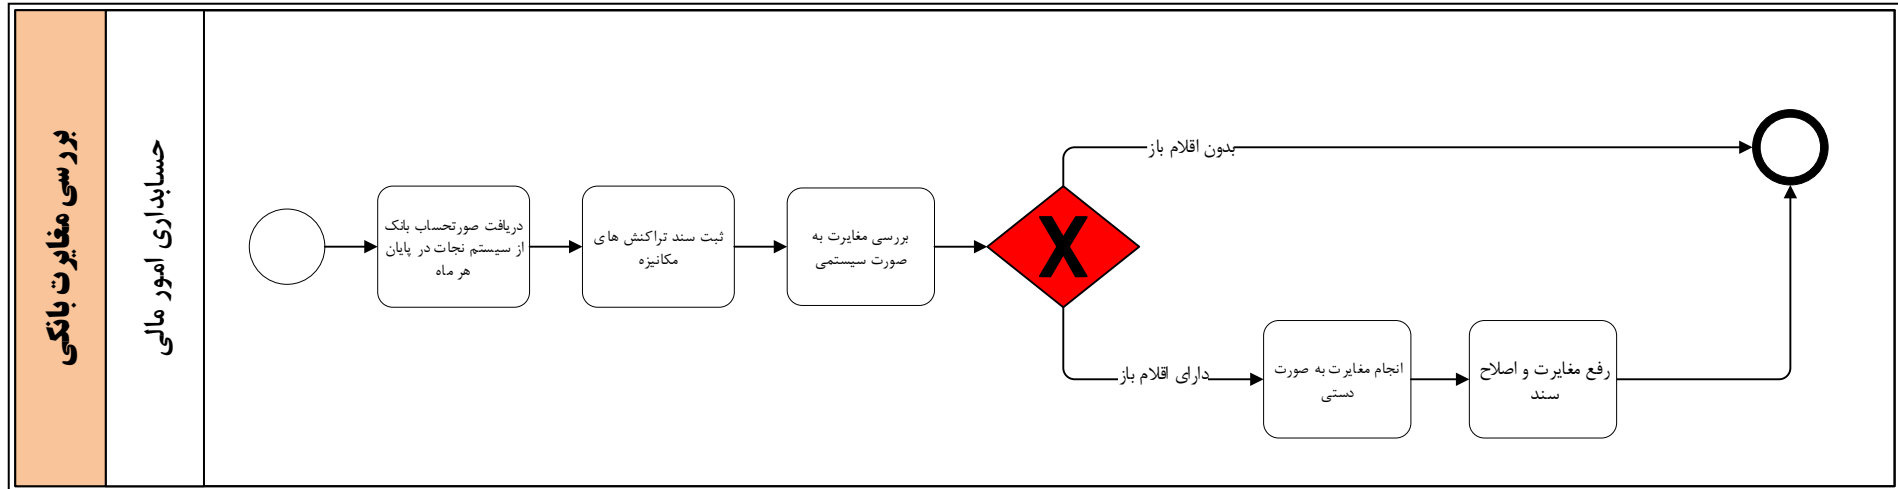 بررسی مغایرت بانکی
حسابداری امور مالی
دریافت صورتحساب بانک
از سیستم نجات در پایان
هر ماه
ثبت سند تراکنش های
مکانیزه
بررسی مغایرت به
صورت سیستمی
X
بدون اقلام باز
دارای اقلام باز
انجام مغایرت به صورت
دستی
رفع مغایرت و اصلاح
سند